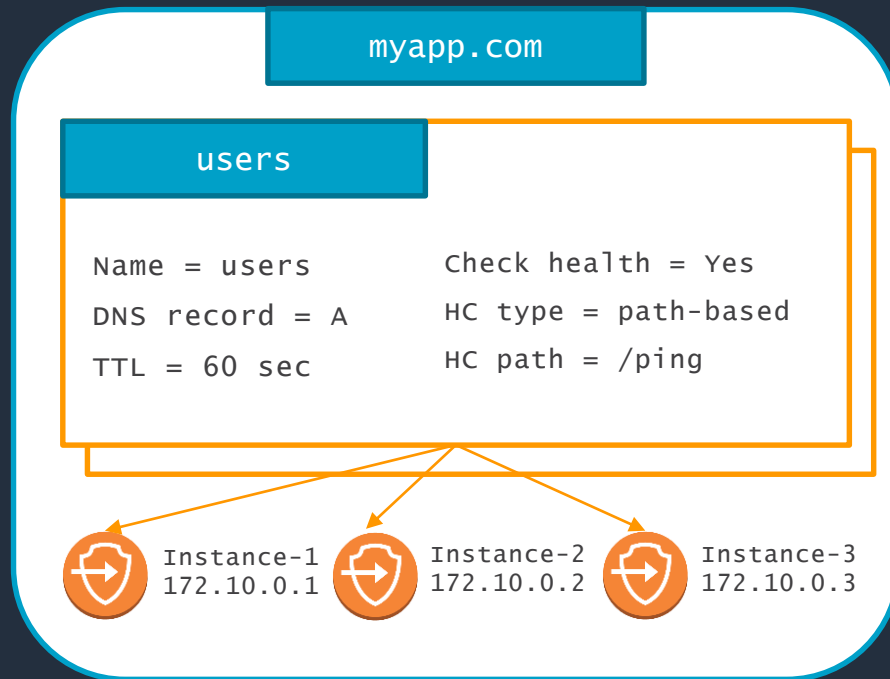 myapp.com
users
Name = users
DNS record = A
TTL = 60 sec
Check health = Yes
HC type = path-based
HC path = /ping
Instance-1
172.10.0.1
Instance-2
172.10.0.2
Instance-3
172.10.0.3